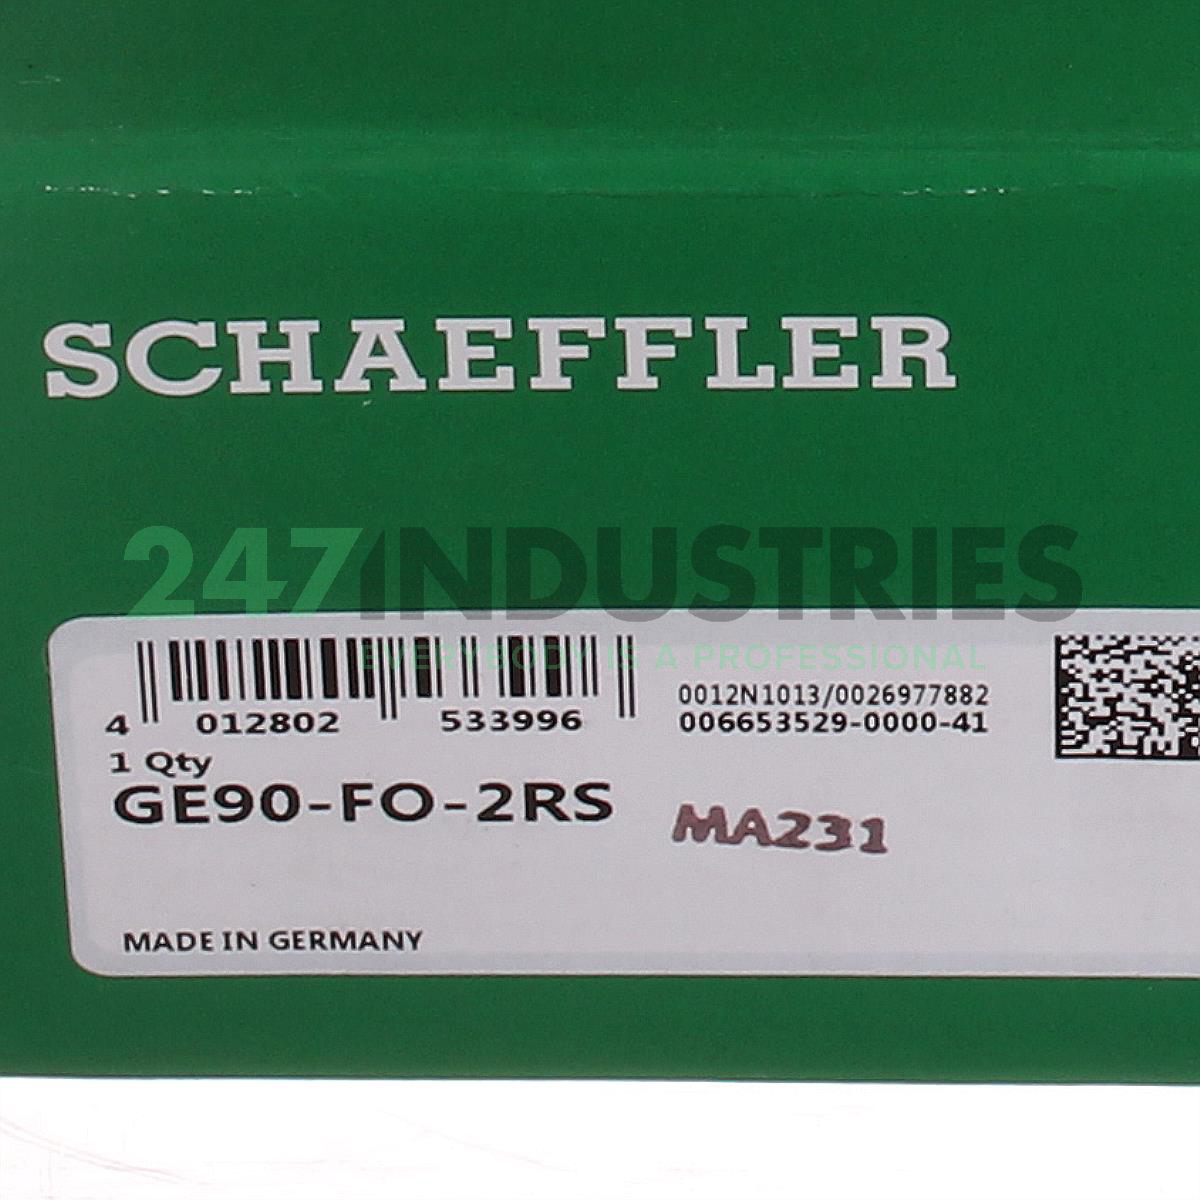 SCHAEFFLER
247INDUSTRIES
EVERYBODY IS A PROFESSIONAL
4 012802 533996
0012N1013/0026977882
006653529-0000-41
1 Qty
GE90-FO-2RS
MA231
MADE IN GERMANY